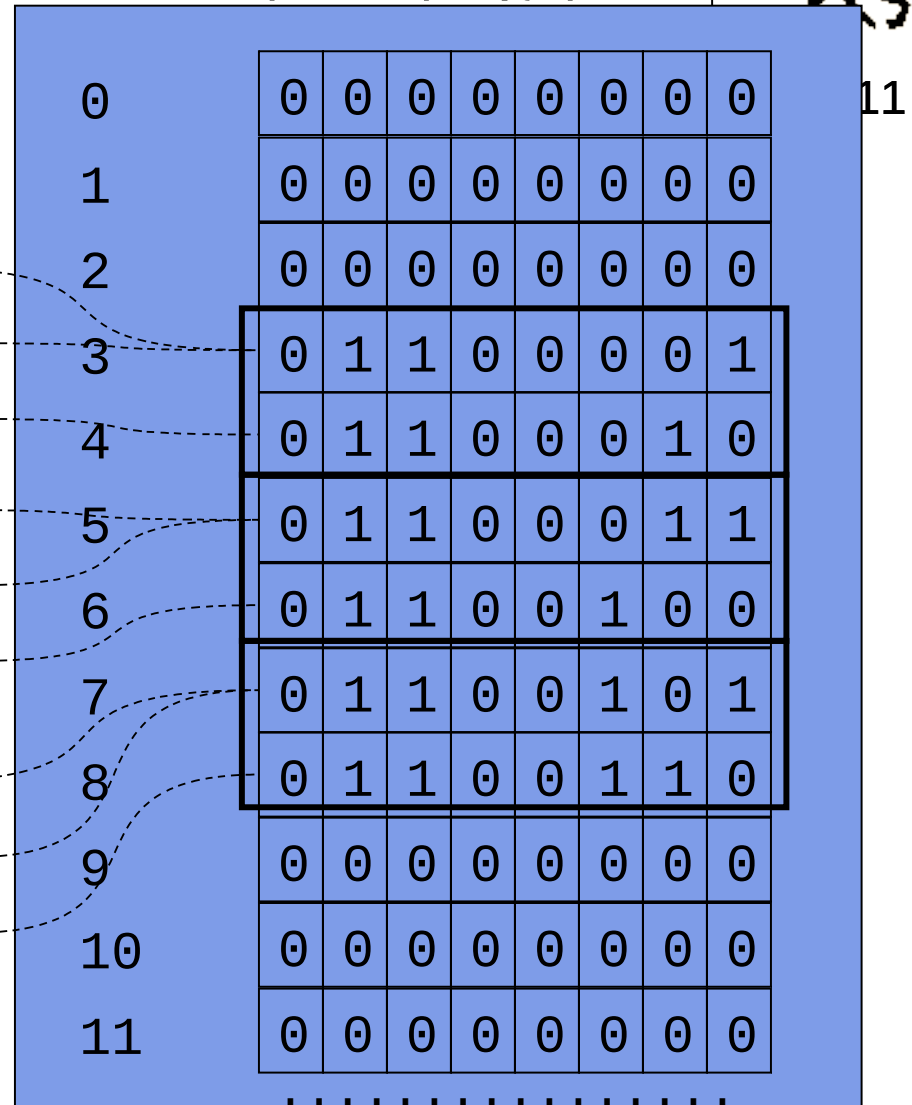 0 0 0 0 0 0 0 0 0 11
1 0 0 0 0 0 0 0 0
2 0 0 0 0 0 0 0 0
3 0 1 1 0 0 0 0 1
4 0 1 1 0 0 0 1 0
5 0 1 1 0 0 0 1 1
6 0 1 1 0 0 1 0 0
7 0 1 1 0 0 1 0 1
8 0 1 1 0 0 1 1 0
9 0 0 0 0 0 0 0 0
10 0 0 0 0 0 0 0 0
11 0 0 0 0 0 0 0 0